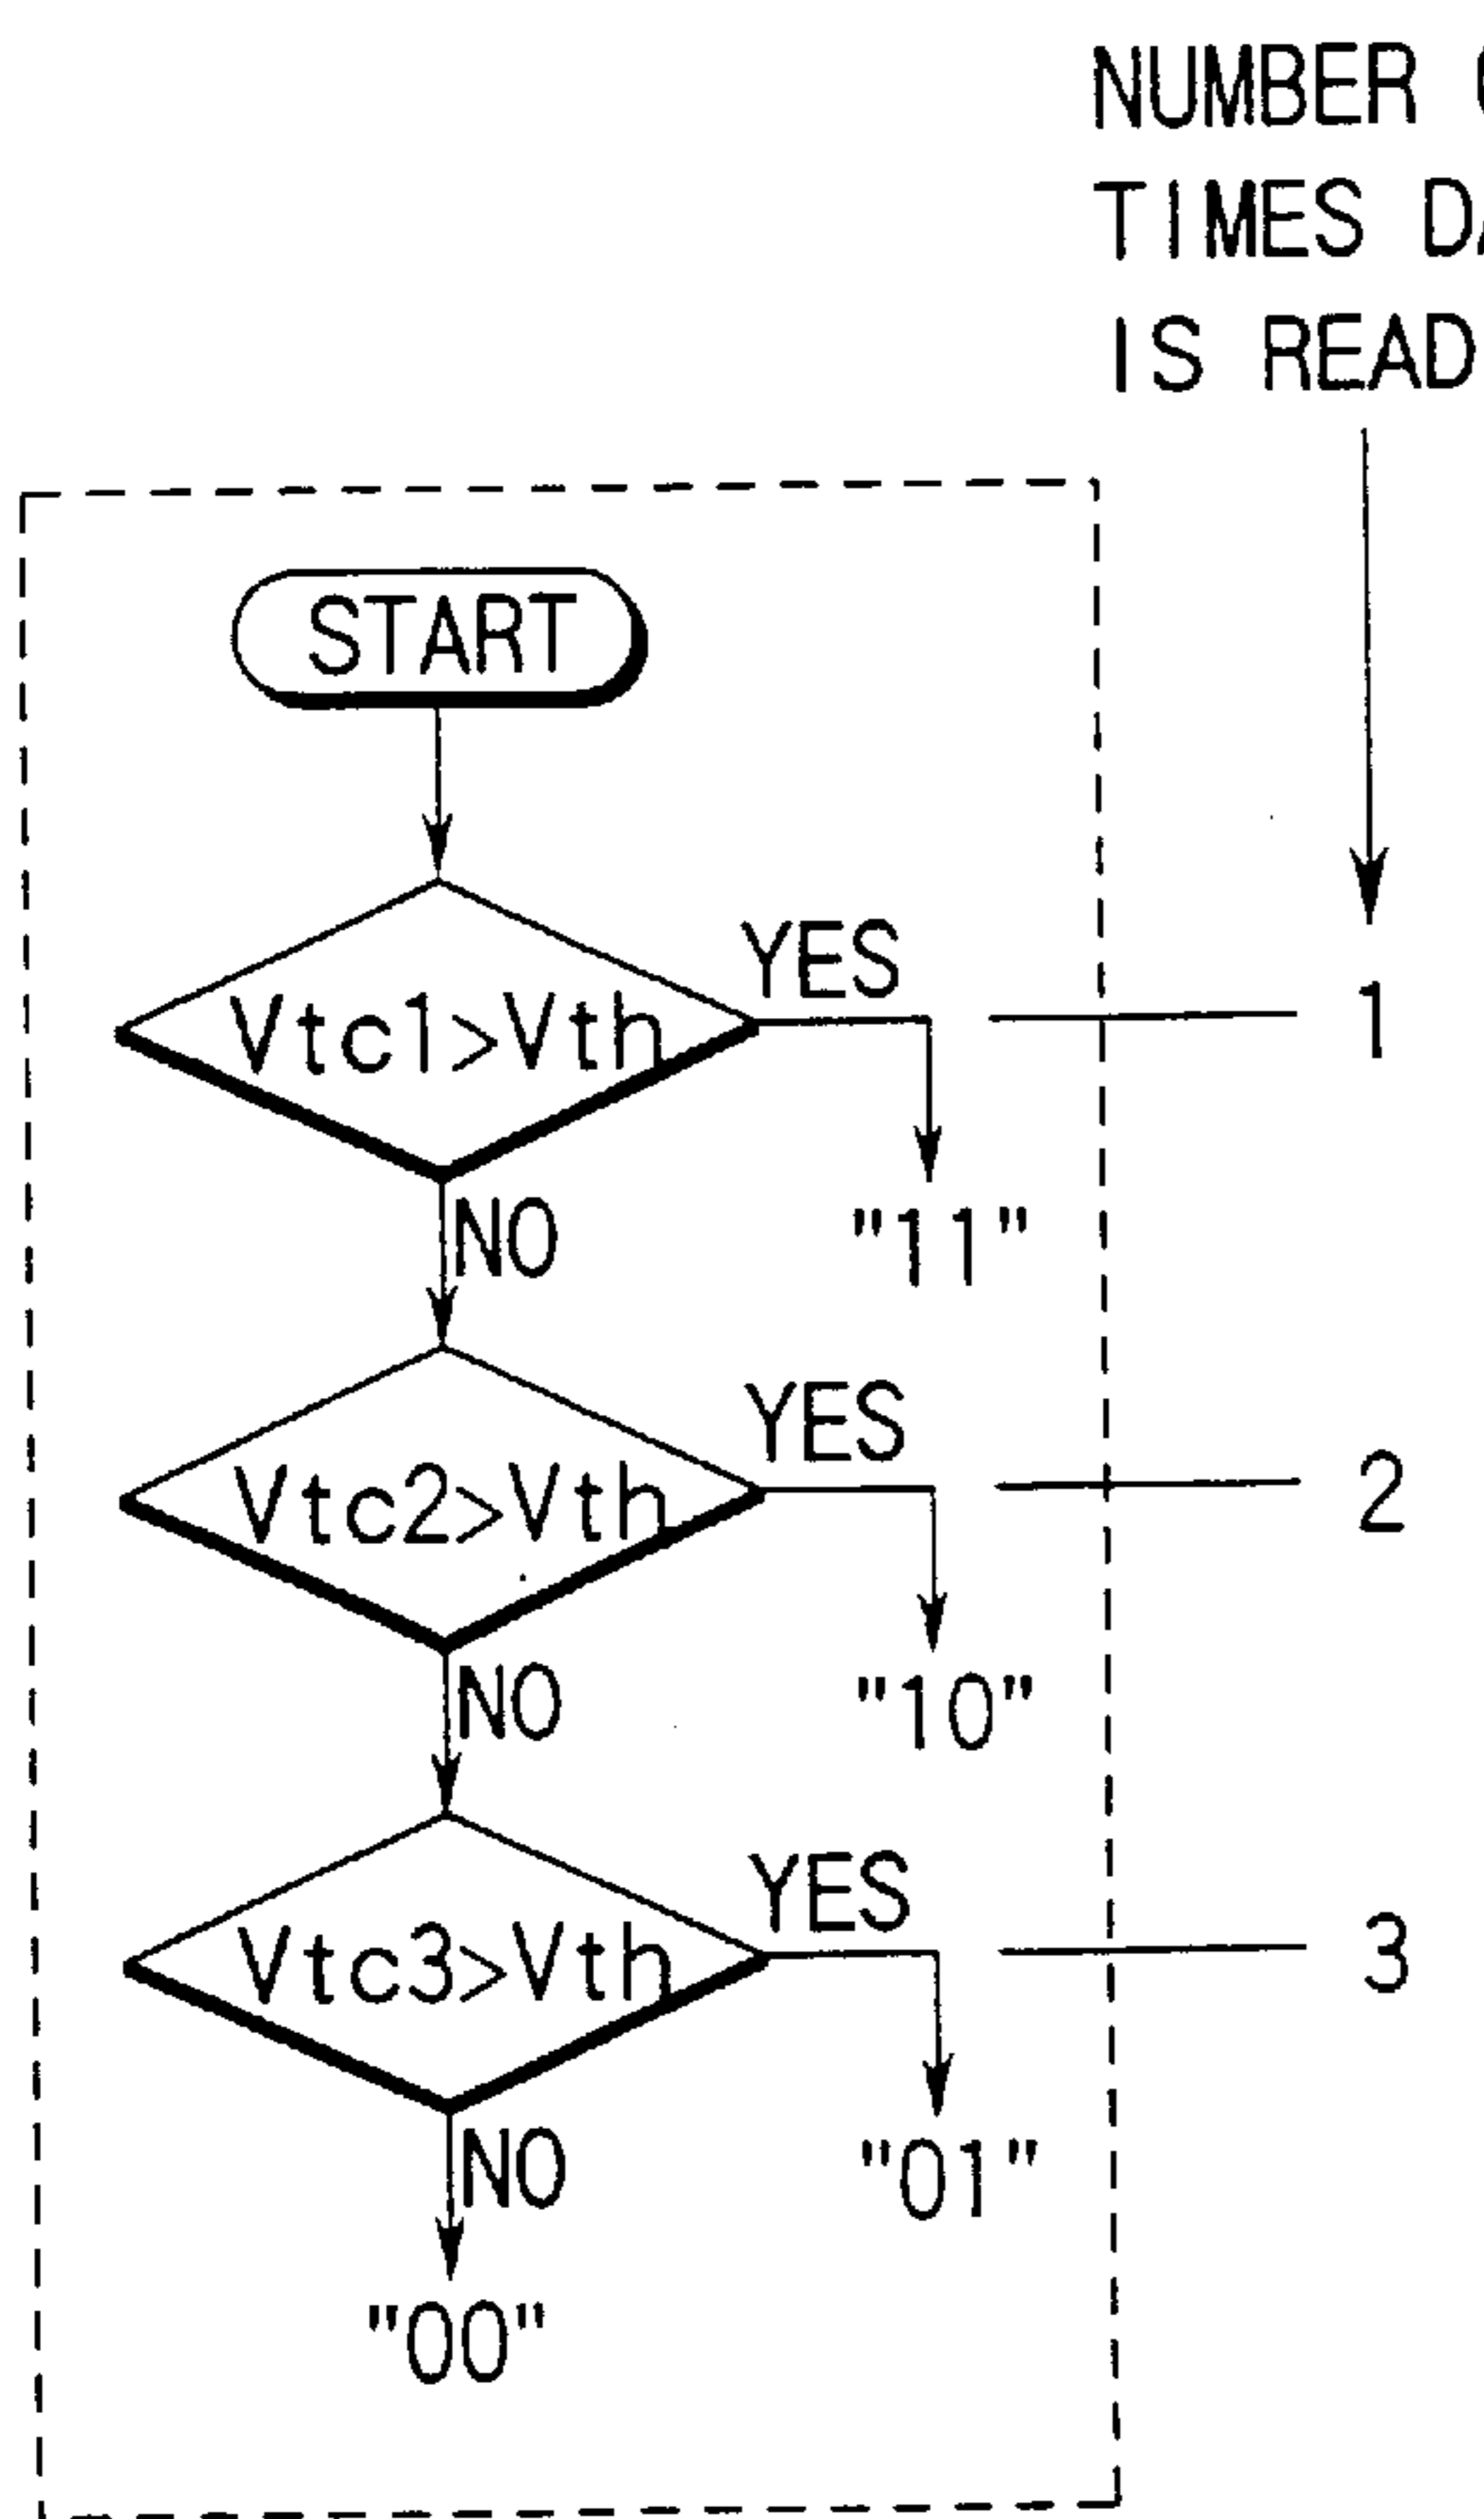 NUMBER
TIMES
IS READ
START
Vtc1>Vth
YES
1
NO
"11"
Vtc2>Vth
YES
2
NO
"10"
Vtc3>Vth
YES
3
NO
"01"
"00"